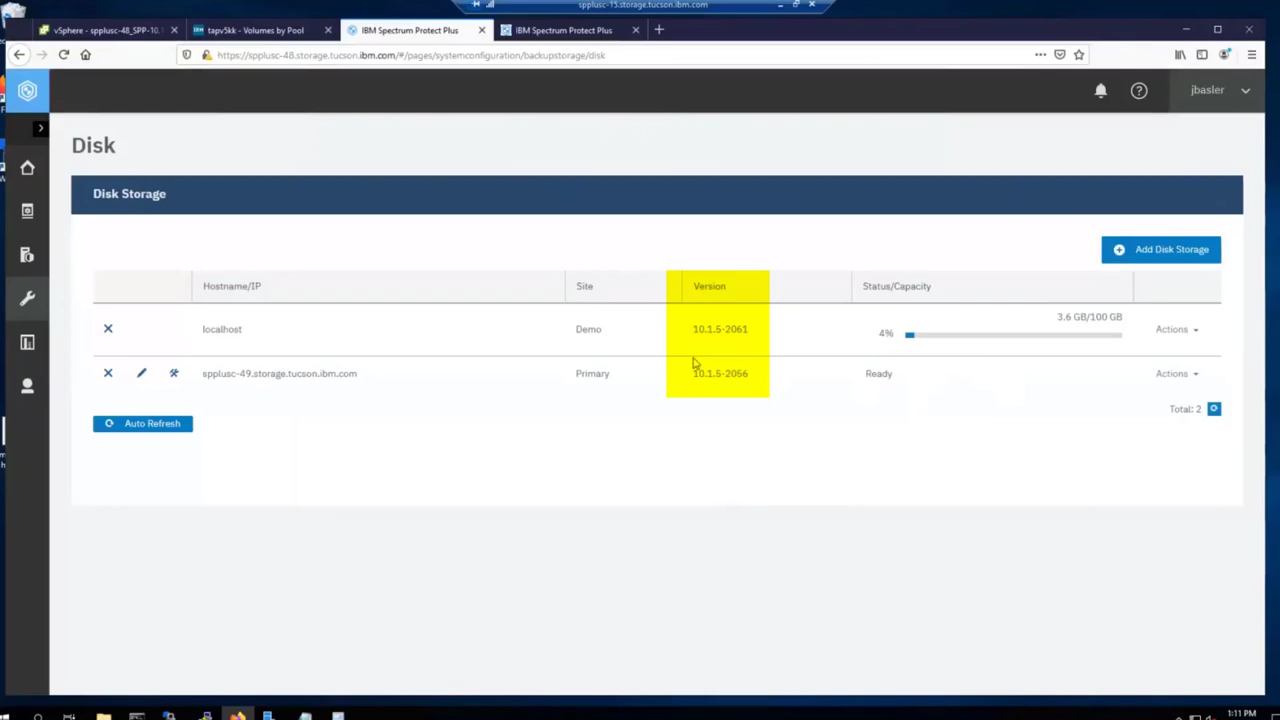 spplusc-15.storage.tucson.ibm.com
vSphere - spplusc-48_SPP-10.1
tapv5kk - Volumes by Pool
IBM Spectrum Protect Plus
IBM Spectrum Protect Plus
https://spplusc-48.storage.tucson.ibm.com/#/pages/systemconfiguration/backupstorage/disk
jbasler
Disk
Disk Storage
Add Disk Storage
Hostname/IP Site Version Status/Capacity
localhost Demo 10.1.5-2061 4% 3.6 GB/100 GB Actions
spplusc-49.storage.tucson.ibm.com Primary 10.1.5-2056 Ready Actions
Total: 2
Auto Refresh
1:11 PM